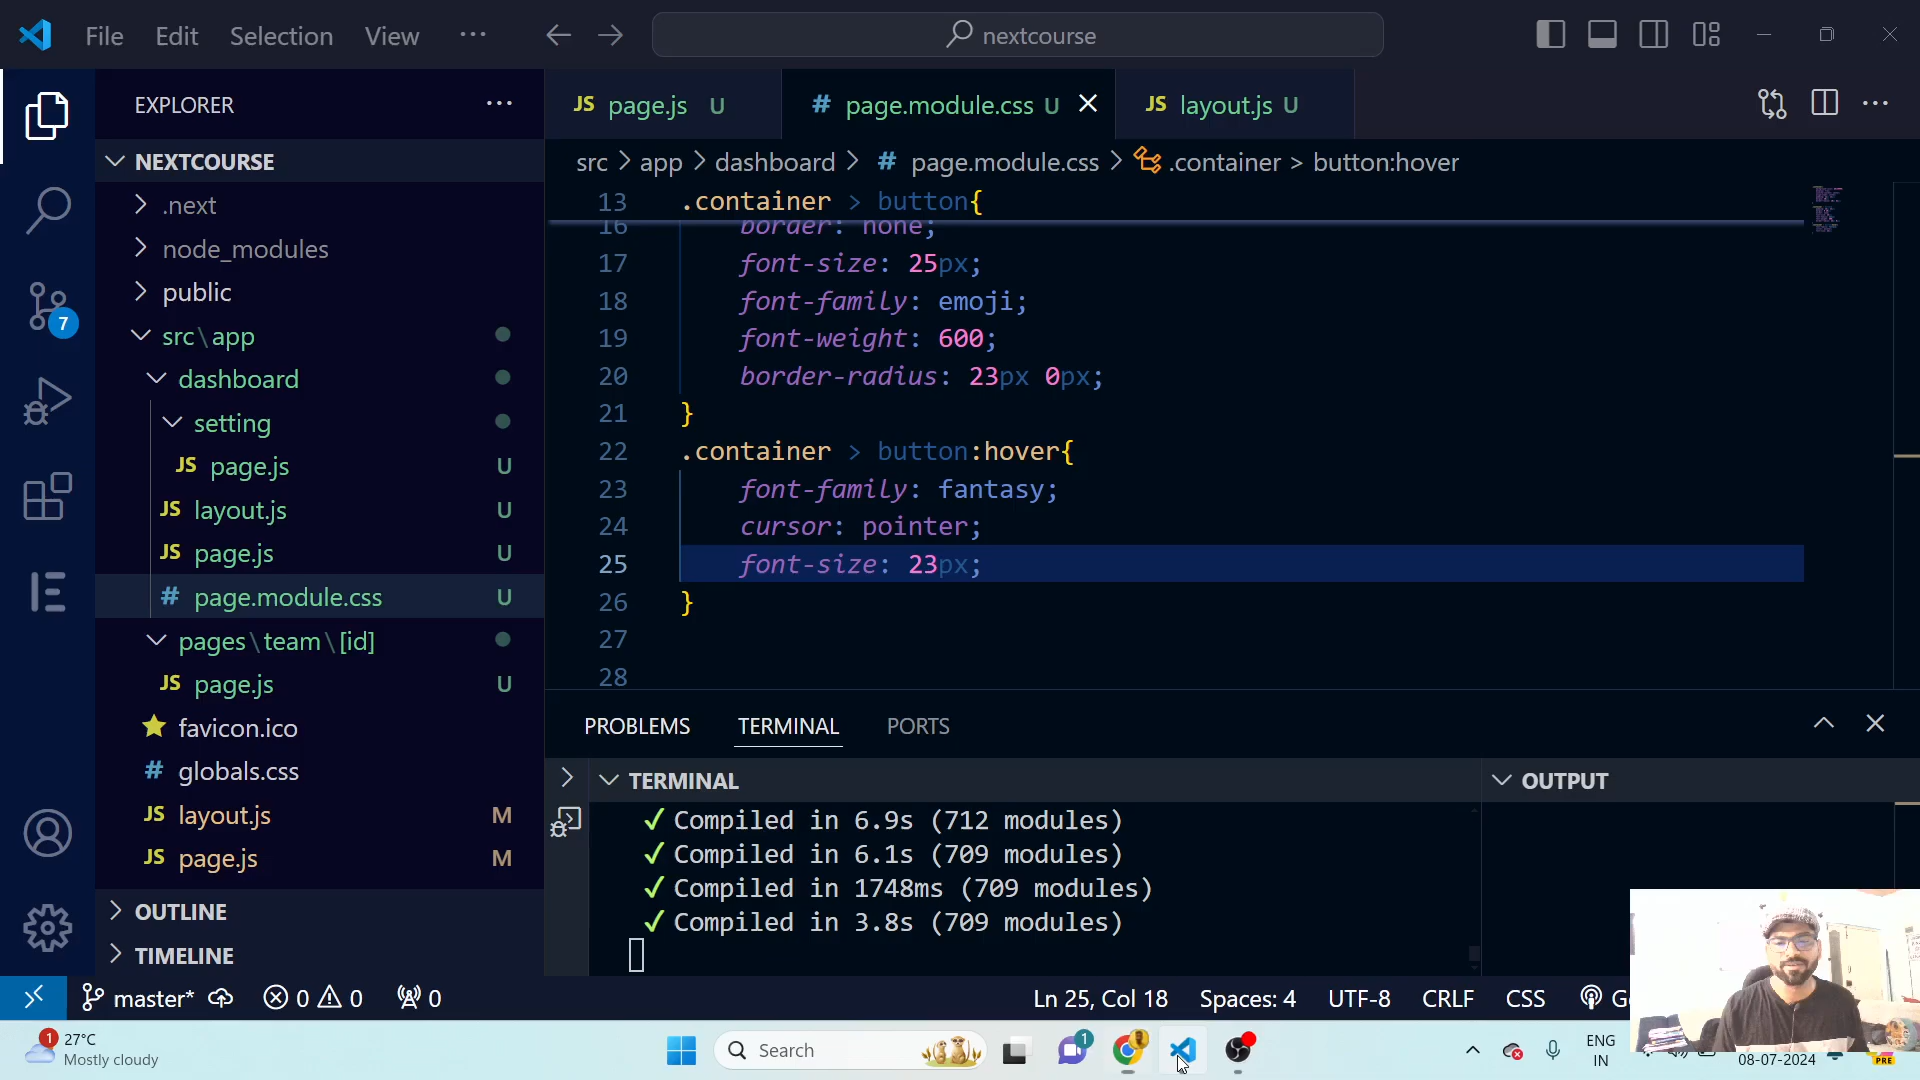 File Edit Selection View ··· nextcourse
EXPLORER ···
NEXTCOURSE
.next
node_modules
public
src\app
dashboard
setting
JS page.js U
JS layout.js U
JS page.js U
# page.module.css U
pages\team\[id]
JS page.js U
favicon.ico
# globals.css
JS layout.js M
JS page.js M
OUTLINE
TIMELINE
7
JS page.js U # page.module.css U JS layout.js U
src > app > dashboard > # page.module.css > .container > button:hover
13 .container > button{
16 border: none;
17 font-size: 25px;
18 font-family: emoji;
19 font-weight: 600;
20 border-radius: 23px 0px;
21 }
22 .container > button:hover{
23 font-family: fantasy;
24 cursor: pointer;
25 font-size: 23px;
26 }
27
28
PROBLEMS TERMINAL PORTS
TERMINAL OUTPUT
✓ Compiled in 6.9s (712 modules)
✓ Compiled in 6.1s (709 modules)
✓ Compiled in 1748ms (709 modules)
✓ Compiled in 3.8s (709 modules)
master* 0 0 0 Ln 25, Col 18 Spaces: 4 UTF-8 CRLF CSS
1 27°C
Mostly cloudy
Search
1
ENG
IN
08-07-2024
PRE